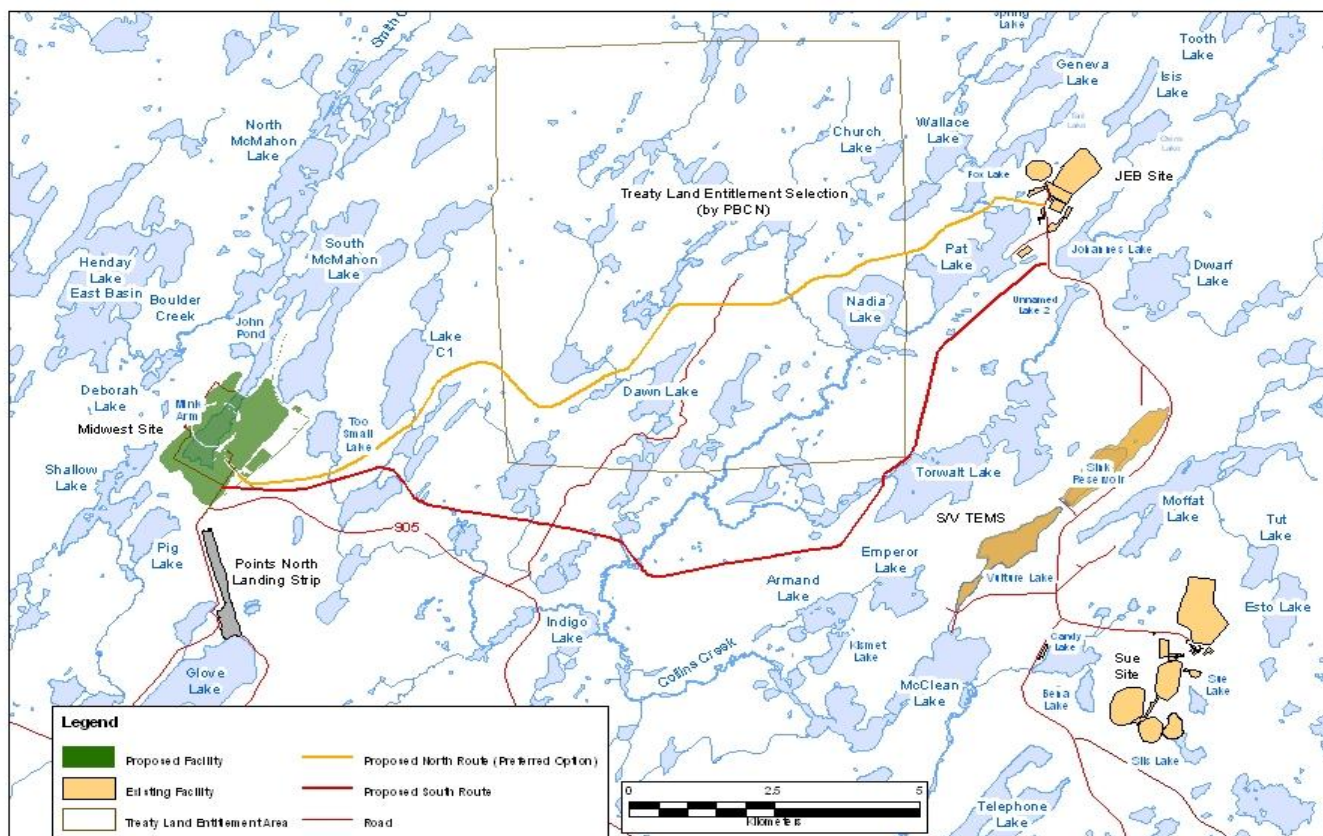 Spring
Lake
Tooth
Lake
Smith C
Geneva
Lake
Isis
Lake
North
McMahon
Lake
Church
Lake
Wallace
Lake
Tail
Lake
Fox Lake
JEB Site
Treaty Land Entitlement Selection
(by PBCN)
South
McMahon
Lake
Henday
Lake
East Basin
Boulder
Creek
Pat
Lake
Johannes Lake
Dwarf
Lake
Nadia
Lake
Unnamed
Lake 2
John
Pond
Lake
C1
Deborah
Lake
Mink
Arm
Midwest Site
Dawn Lake
Too
Small
Lake
Shallow
Lake
Torwalt Lake
Sink
Reservoir
Moffat
Lake
S/V TEMS
905
Tut
Lake
Pig
Lake
Points North
Landing Strip
Emperor
Lake
Armand
Lake
Vulture Lake
Esto Lake
Indigo
Lake
Kismet
Lake
Candy
Lake
Collins Creek
Sue
Site
Sue
Lake
Glove
Lake
McClean
Lake
Bena
Lake
Legend
Proposed Facility
Proposed North Route (Preferred Option)
Existing Facility
Proposed South Route
Treaty Land Entitlement Area
Road
0 2.5 5
Kilometers
Telephone
Lake